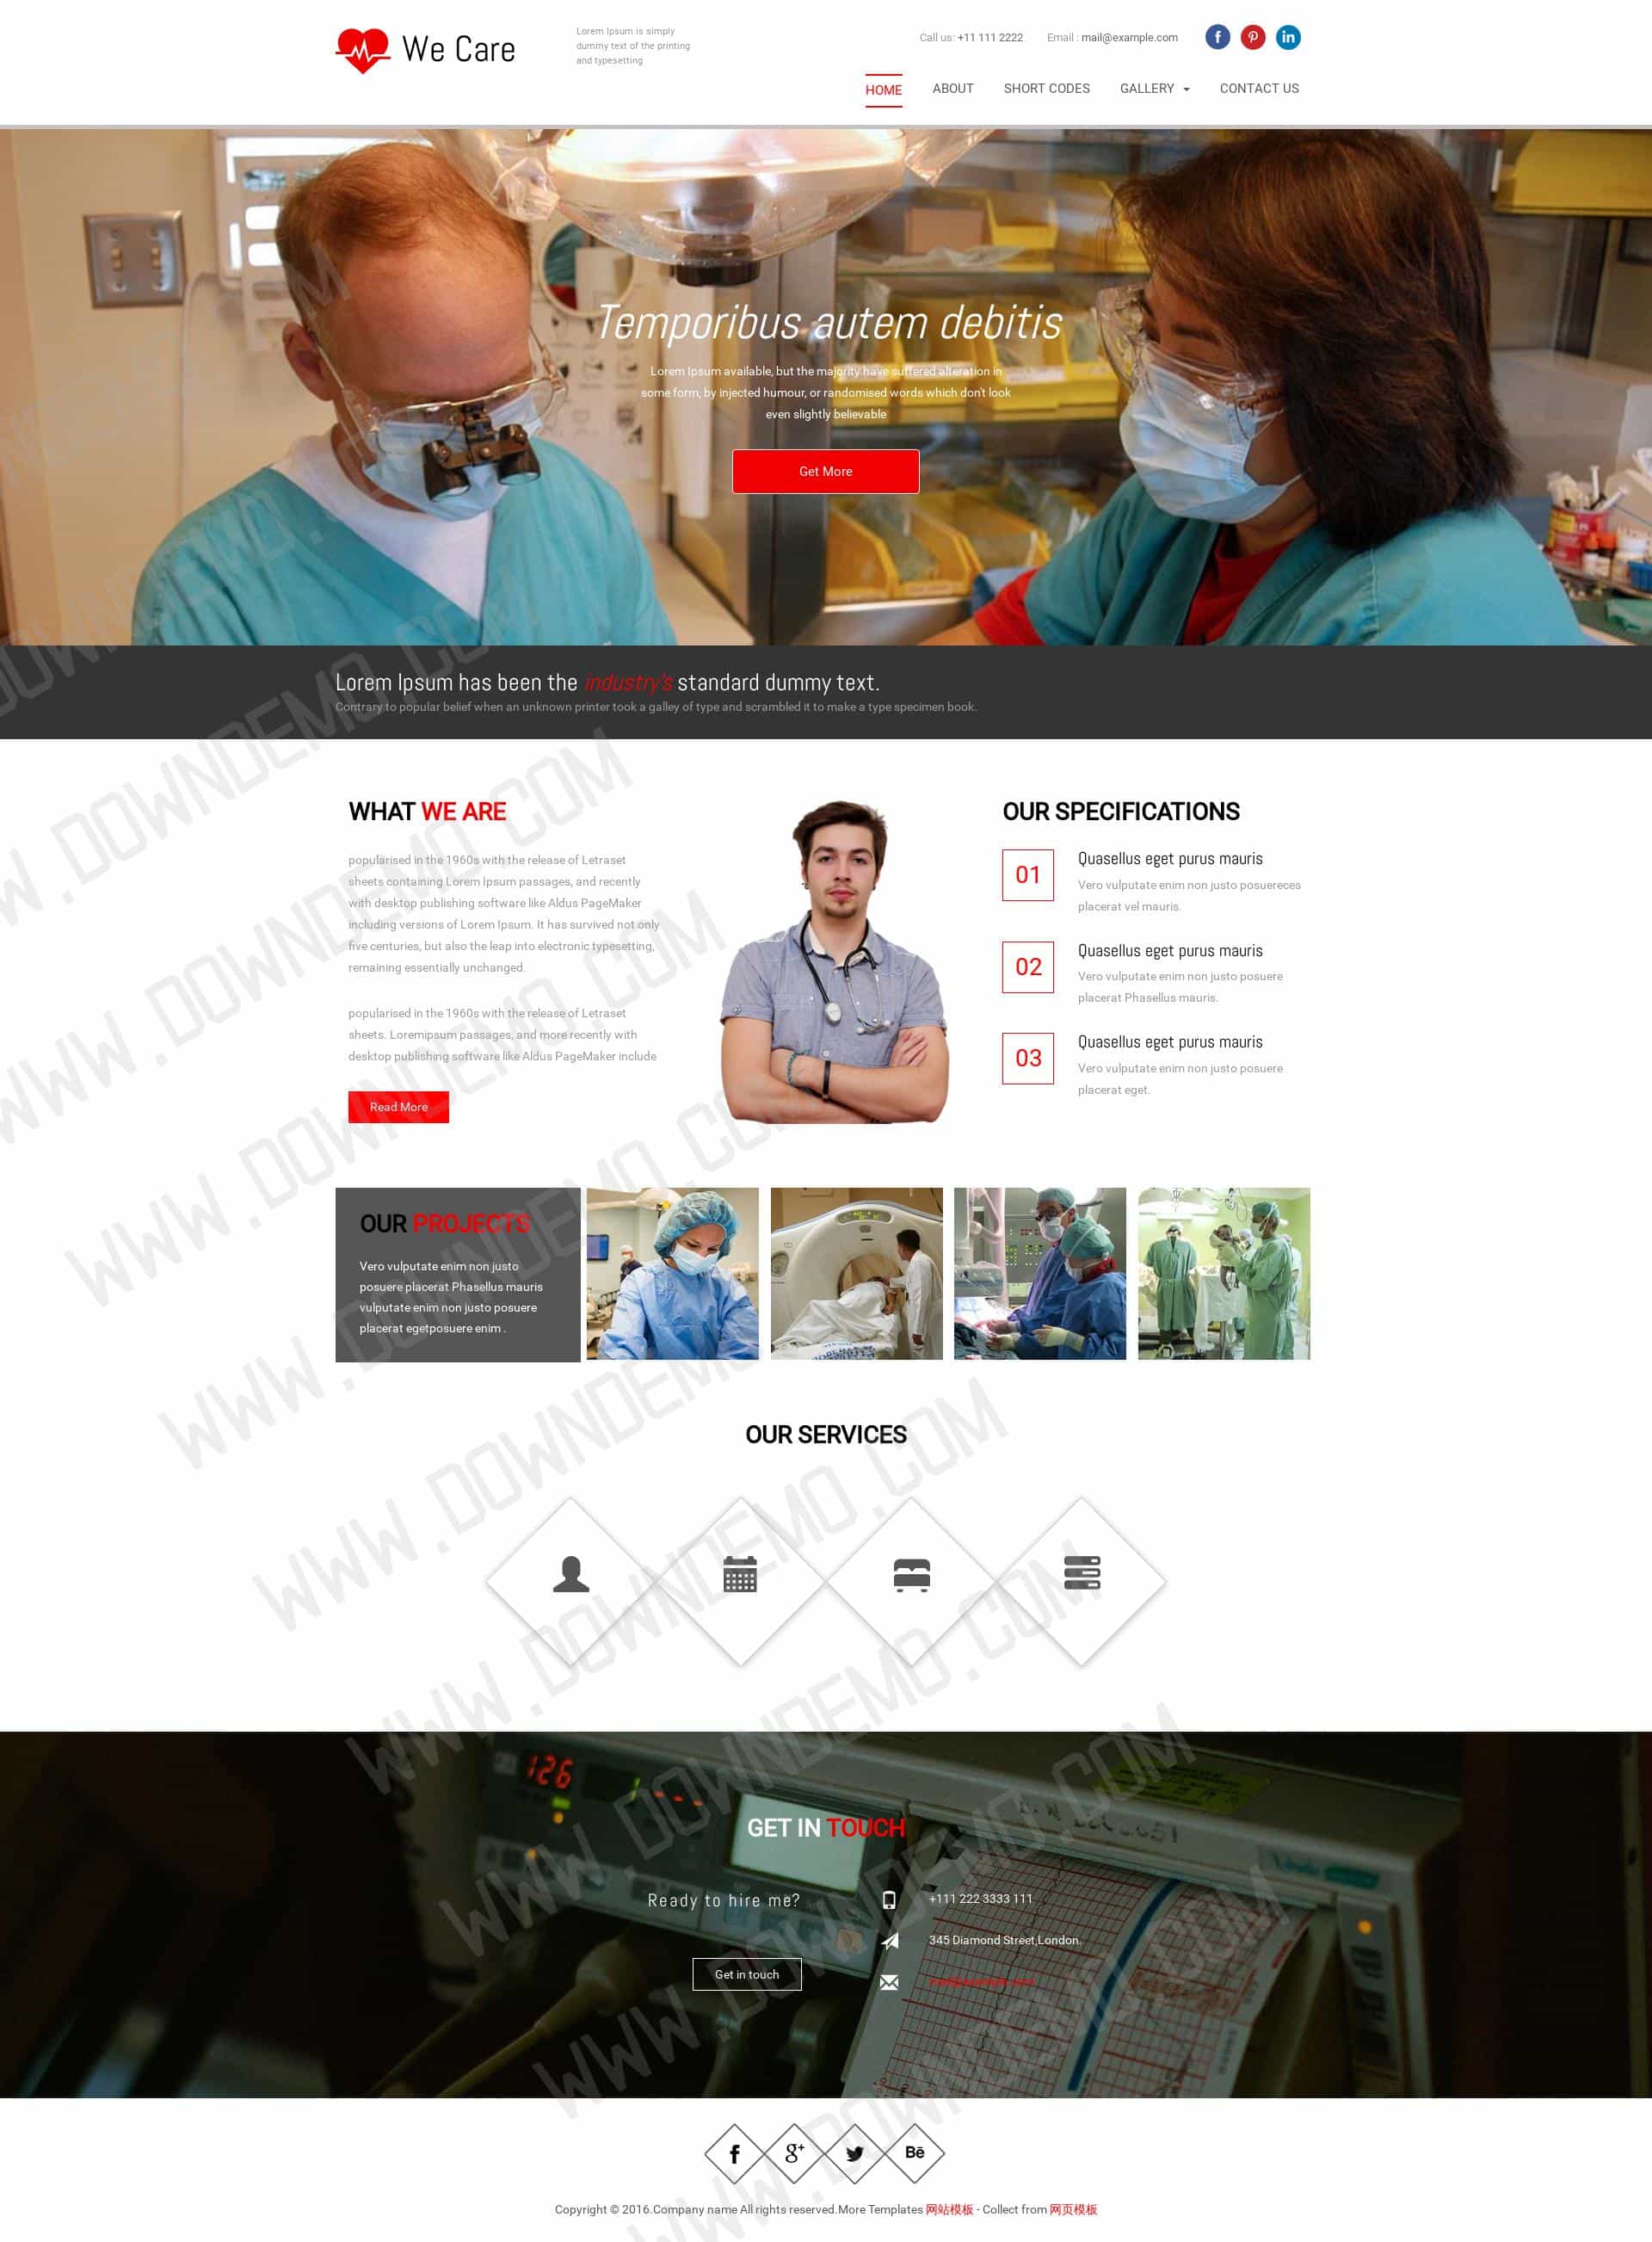 We Care
Lorem Ipsum is simply
dummy text of the printing
and typesetting
Call us: +11 111 2222
Email : mail@example.com
HOME
ABOUT
SHORT CODES
GALLERY
CONTACT US
Temporibus autem debitis
Lorem Ipsum available, but the majority have suffered alteration in
some form, by injected humour, or randomised words which don't look
even slightly believable
Get More
Lorem Ipsum has been the industry's standard dummy text.
Contrary to popular belief when an unknown printer took a galley of type and scrambled it to make a type specimen book.
WHAT WE ARE
popularised in the 1960s with the release of Letraset
sheets containing Lorem Ipsum passages, and recently
with desktop publishing software like Aldus PageMaker
including versions of Lorem Ipsum. It has survived not only
five centuries, but also the leap into electronic typesetting,
remaining essentially unchanged.
popularised in the 1960s with the release of Letraset
sheets. Loremipsum passages, and more recently with
desktop publishing software like Aldus PageMaker include
Read More
OUR SPECIFICATIONS
01
Quasellus eget purus mauris
Vero vulputate enim non justo posuereces
placerat vel mauris.
02
Quasellus eget purus mauris
Vero vulputate enim non justo posuere
placerat Phasellus mauris.
03
Quasellus eget purus mauris
Vero vulputate enim non justo posuere
placerat eget.
OUR PROJECTS
Vero vulputate enim non justo
posuere placerat Phasellus mauris
vulputate enim non justo posuere
placerat egetposuere enim .
OUR SERVICES
126
GET IN TOUCH
Ready to hire me?
Get in touch
+111 222 3333 111
345 Diamond Street,London.
Copyright © 2016.Company name All rights reserved.More Templates 网站模板 - Collect from 网页模板
WWW.DOWNDEMO.COM